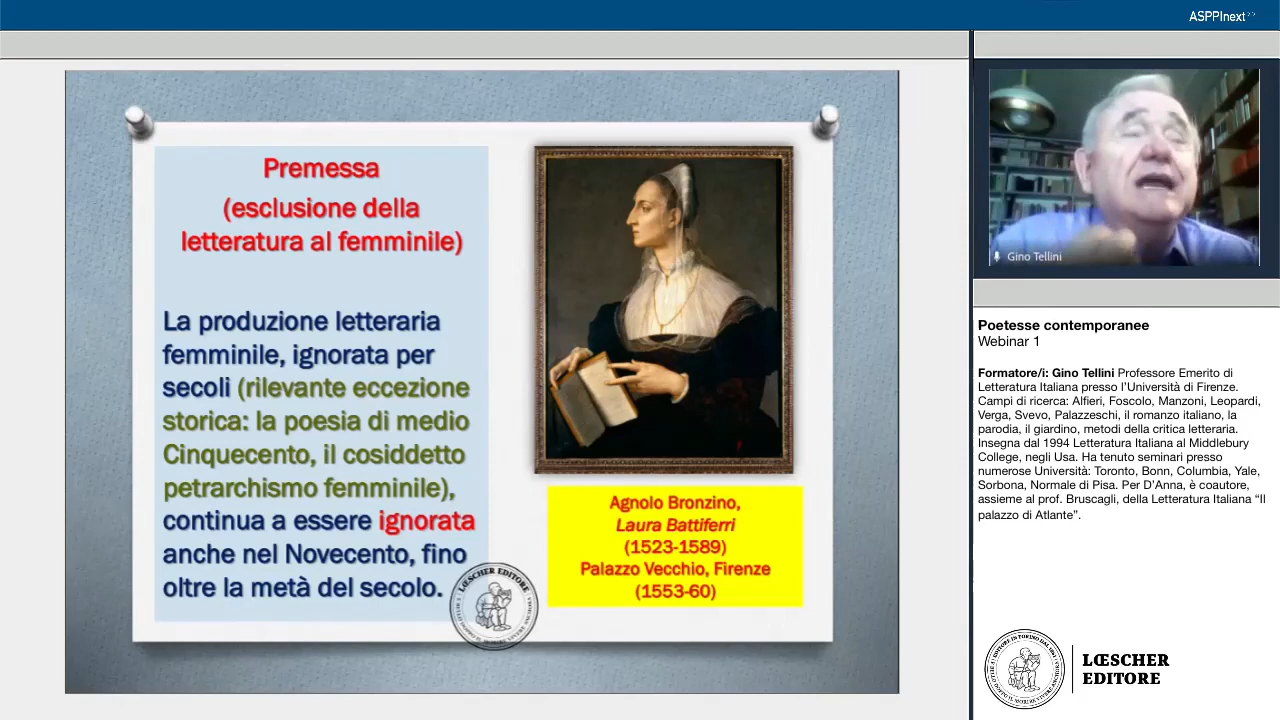 ASPPInext>>
Premessa
(esclusione della
letteratura al femminile)
La produzione letteraria
femminile, ignorata per
secoli (rilevante eccezione
storica: la poesia di medio
Cinquecento, il cosiddetto
petrarchismo femminile),
continua a essere ignorata
anche nel Novecento, fino
oltre la metà del secolo.
Agnolo Bronzino,
Laura Battiferri
(1523-1589)
Palazzo Vecchio, Firenze
(1553-60)
LŒSCHER EDITORE
Gino Tellini
Poetesse contemporanee
Webinar 1
Formatore/i: Gino Tellini Professore Emerito di
Letteratura Italiana presso l’Università di Firenze.
Campi di ricerca: Alfieri, Foscolo, Manzoni, Leopardi,
Verga, Svevo, Palazzeschi, il romanzo italiano, la
parodia, il giardino, metodi della critica letteraria.
Insegna dal 1994 Letteratura Italiana al Middlebury
College, negli Usa. Ha tenuto seminari presso
numerose Università: Toronto, Bonn, Columbia, Yale,
Sorbona, Normale di Pisa. Per D’Anna, è coautore,
assieme al prof. Bruscagli, della Letteratura Italiana “Il
palazzo di Atlante”.
LŒSCHER
EDITORE